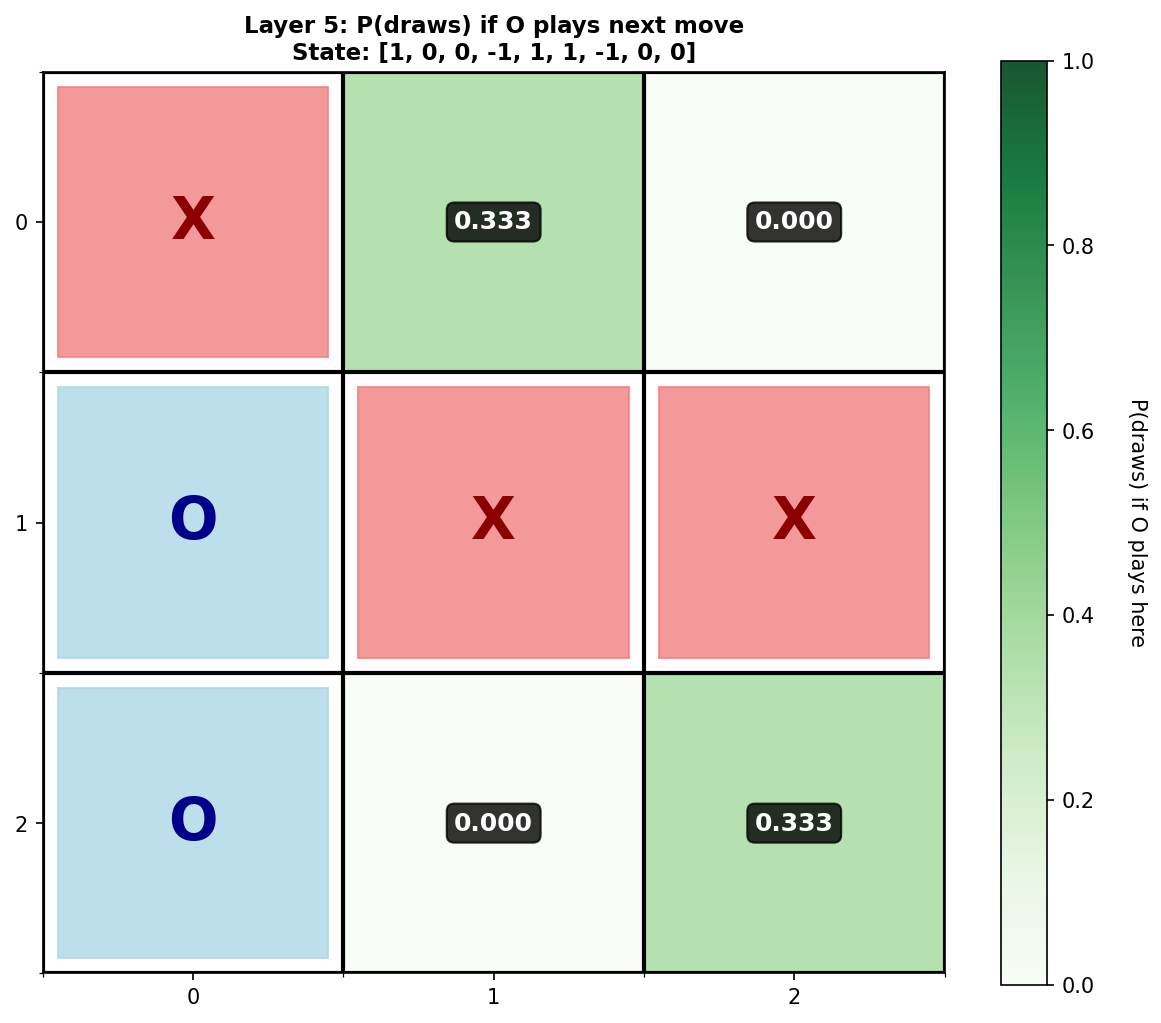 Layer 5: P(draws) if O plays next move
State: [1, 0, 0, -1, 1, 1, -1, 0, 0]
X
0.333
0.000
O
X
X
O
0.000
0.333
0
1
2
0
1
2
1.0
0.8
0.6
0.4
0.2
0.0
P(draws) if O plays here